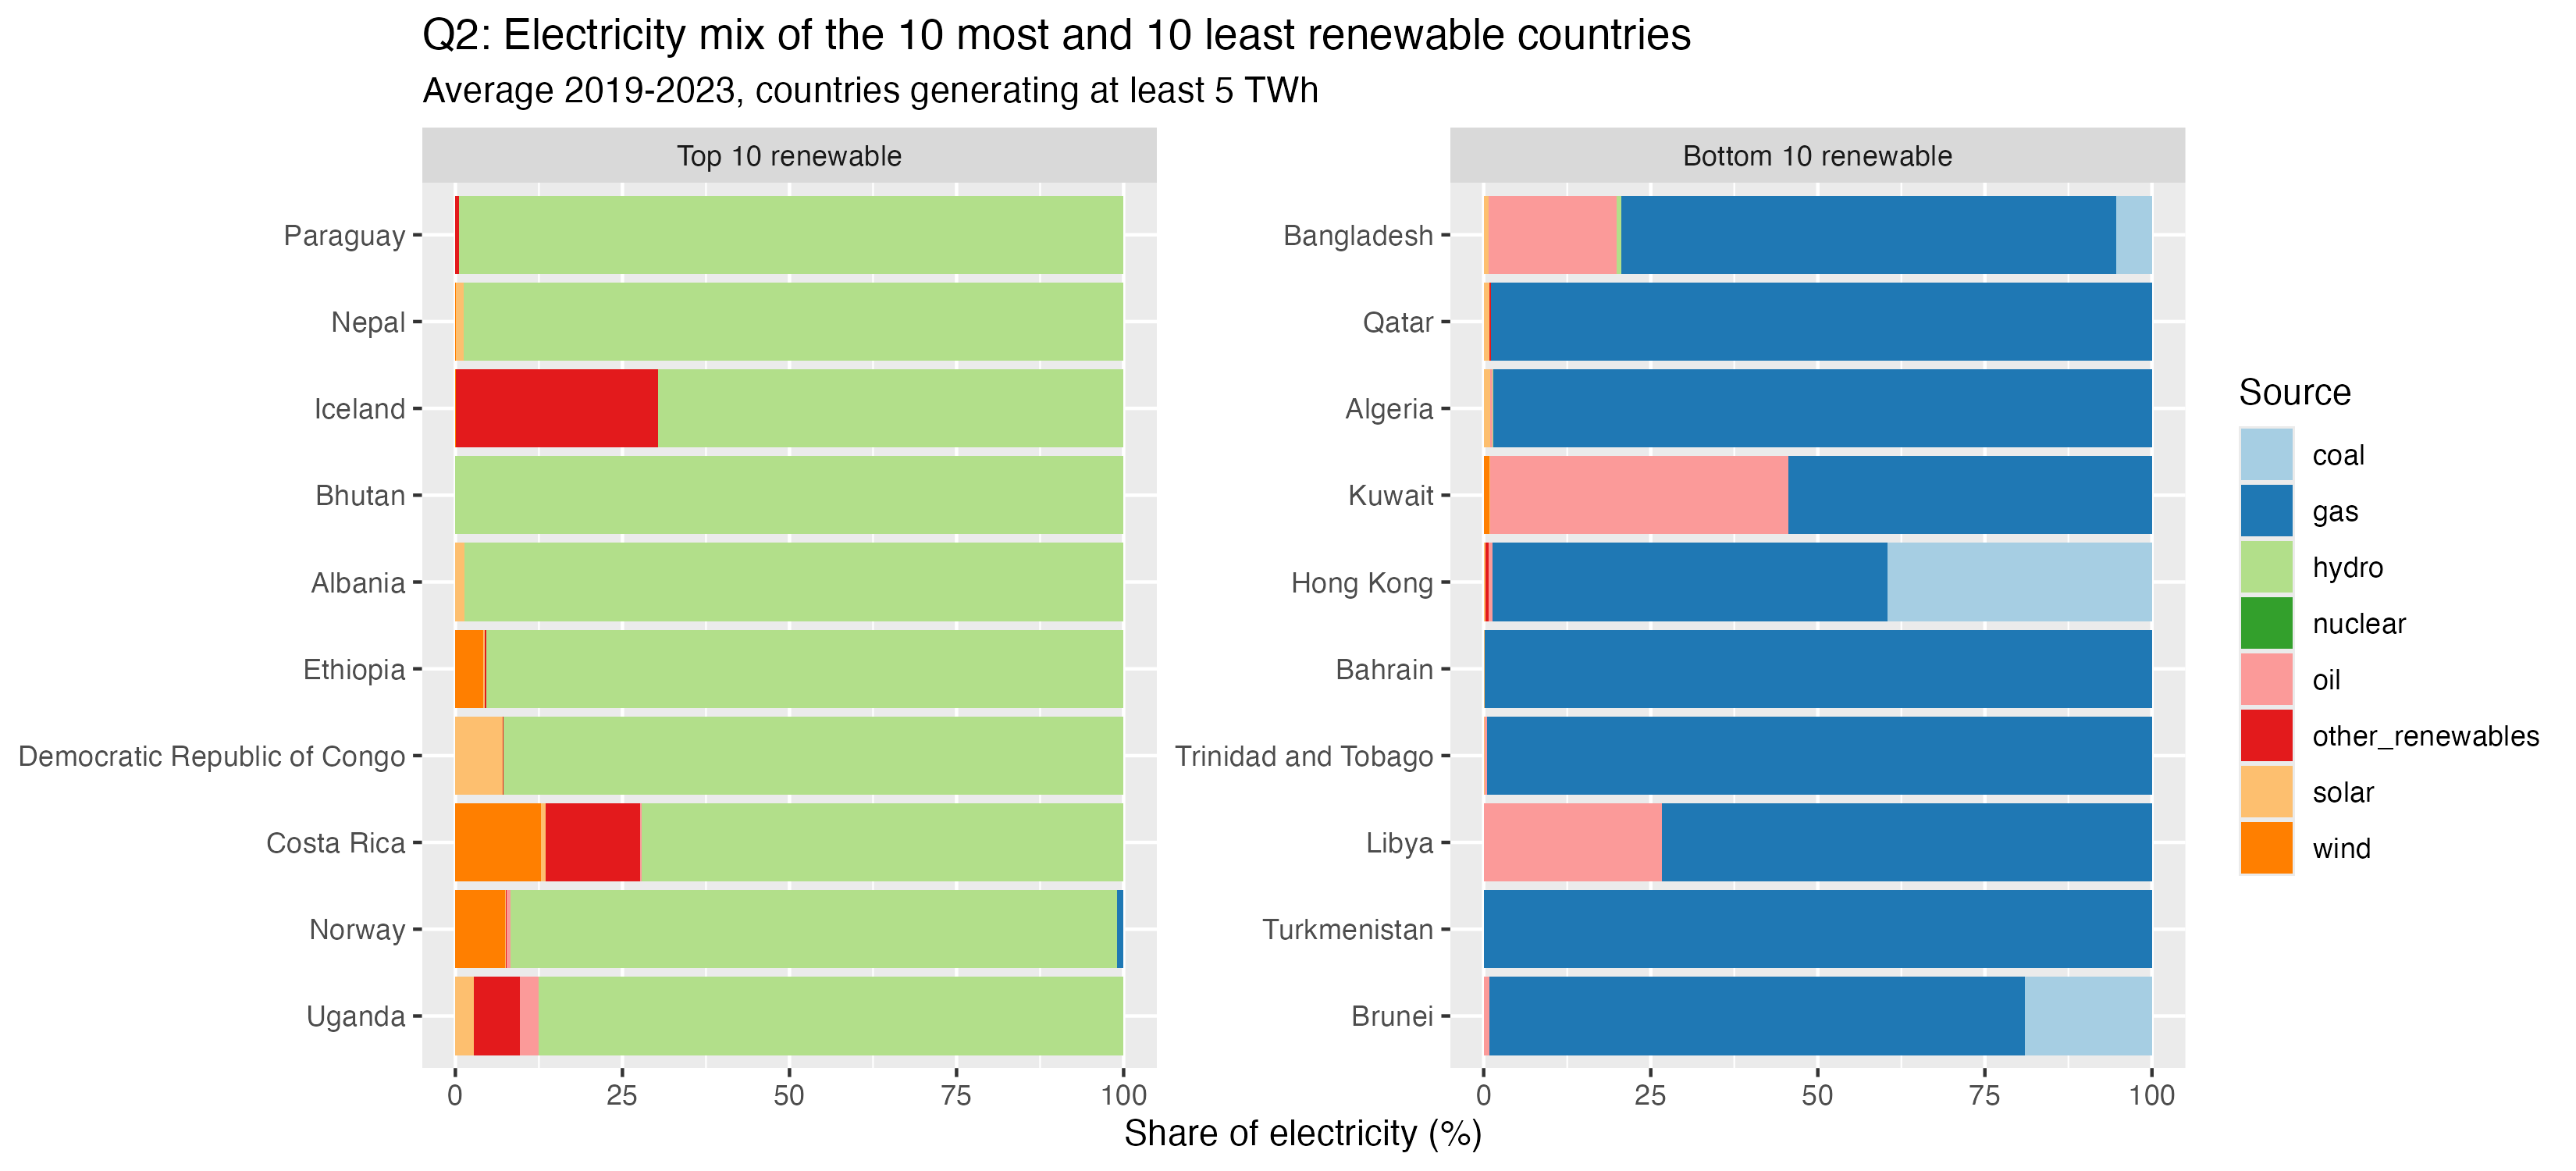 Q2: Electricity mix of the 10 most and 10 least renewable countries
Average 2019-2023, countries generating at least 5 TWh
Top 10 renewable
Paraguay
Nepal
Iceland
Bhutan
Albania
Ethiopia
Democratic Republic of Congo
Costa Rica
Norway
Uganda
0 25 50 75 100
Bottom 10 renewable
Bangladesh
Qatar
Algeria
Kuwait
Hong Kong
Bahrain
Trinidad and Tobago
Libya
Turkmenistan
Brunei
0 25 50 75 100
Share of electricity (%)
Source
coal
gas
hydro
nuclear
oil
other_renewables
solar
wind